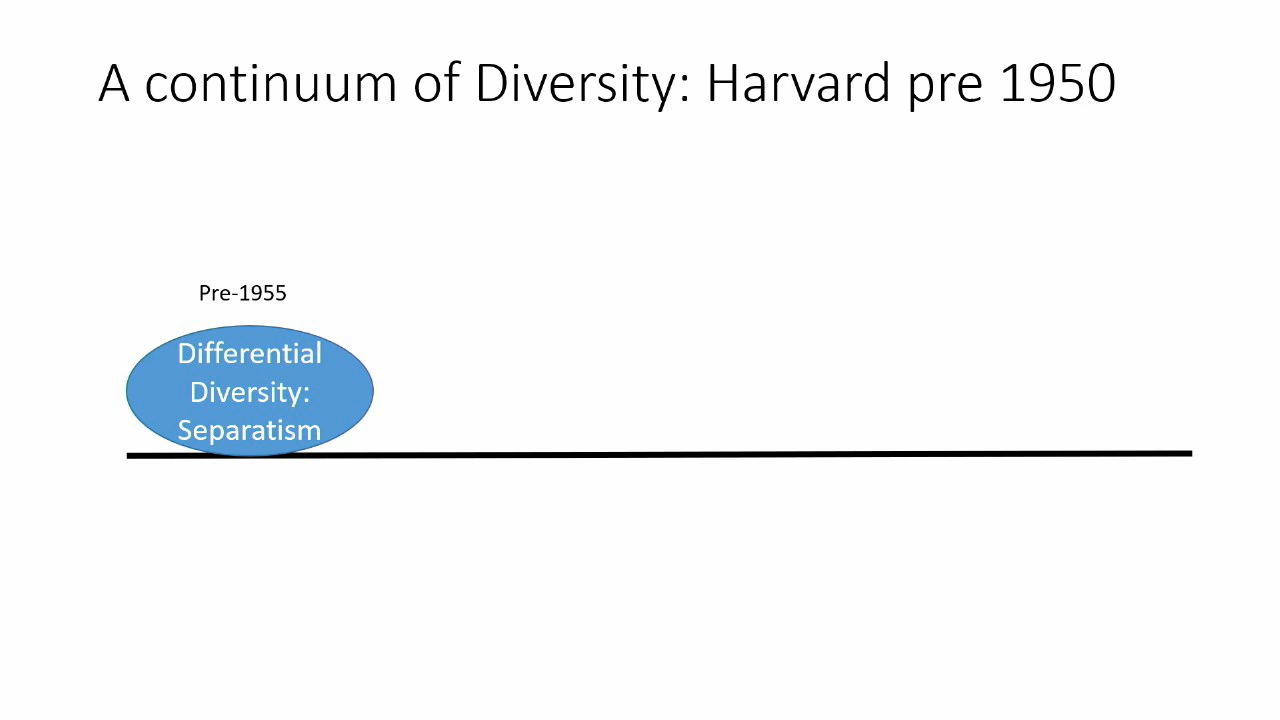 A continuum of Diversity: Harvard pre 1950
Pre-1955
Differential
Diversity:
Separatism